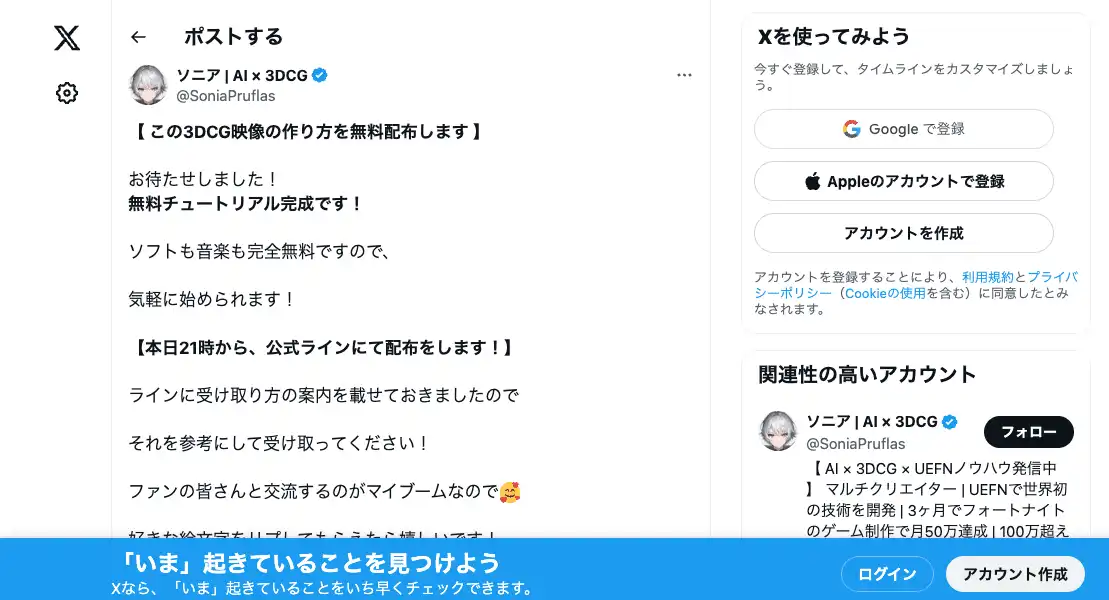 ポストする
ソニア | AI × 3DCG
@SoniaPruflas
【 この3DCG映像の作り方を無料配布します 】
お待たせしました！
無料チュートリアル完成です！
ソフトも音楽も完全無料ですので、
気軽に始められます！
【本日21時から、公式ラインにて配布をします！】
ラインに受け取り方の案内を載せておきましたので
それを参考にして受け取ってください！
ファンの皆さんと交流するのがマイブームなので🥰
好きな絵文字をリプしてもらえたら嬉しいです！
Xを使ってみよう
今すぐ登録して、タイムラインをカスタマイズしましょ
う。
Google で登録
Appleのアカウントで登録
アカウントを作成
アカウントを登録することにより、利用規約とプライバ
シーポリシー（Cookieの使用を含む）に同意したとみ
なされます。
関連性の高いアカウント
ソニア | AI × 3DCG
@SoniaPruflas
フォロー
【 AI × 3DCG × UEFNノウハウ発信中
】 マルチクリエイター | UEFNで世界初
の技術を開発 | 3ヶ月でフォートナイト
のゲーム制作で月50万達成 | 100万超え
「いま」起きていることを見つけよう
Xなら、「いま」起きていることをいち早くチェックできます。
ログイン
アカウント作成